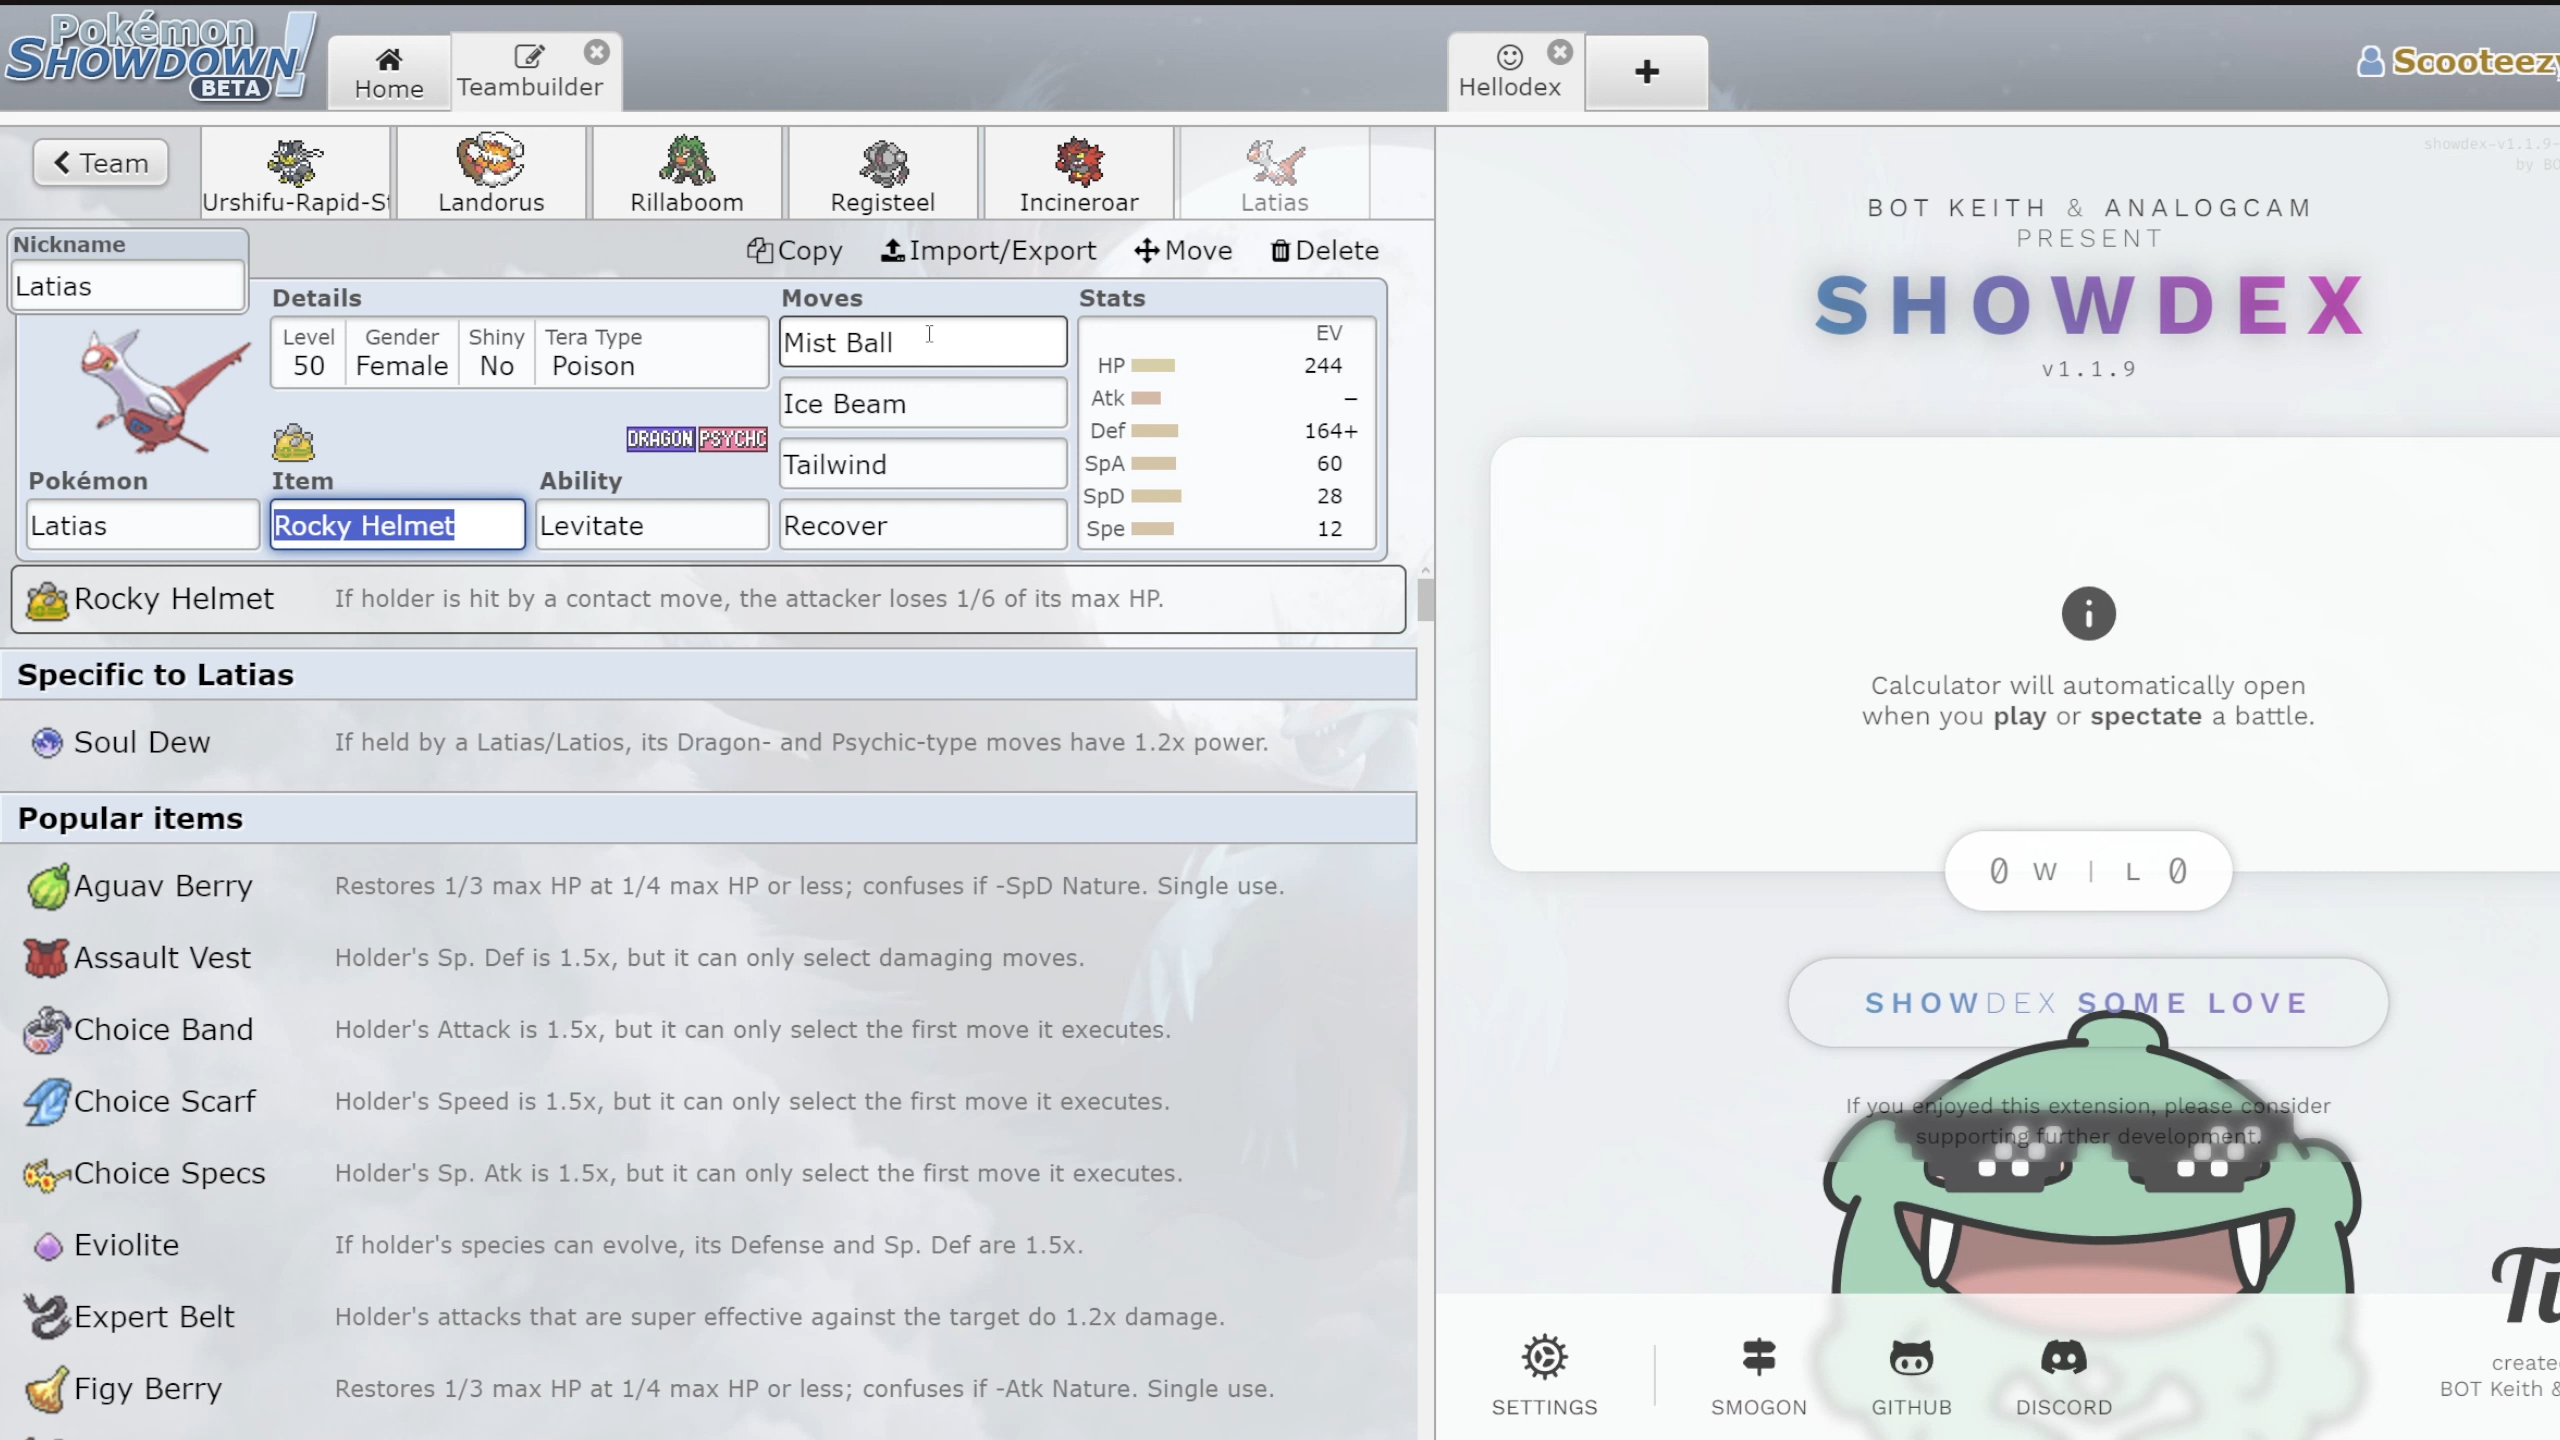 Pokémon
SHOWDOWN!
BETA
Home
Teambuilder
Hellodex
Scooteezy
Team
Urshifu-Rapid-St
Landorus
Rillaboom
Registeel
Incineroar
Latias
showdex-v1.1.9-
by BO
Nickname
Latias
Copy
Import/Export
Move
Delete
Details
Moves
Stats
Level
50
Gender
Female
Shiny
No
Tera Type
Poison
Mist Ball
Ice Beam
Tailwind
Recover
EV
HP 244
Atk –
Def 164+
SpA 60
SpD 28
Spe 12
DRAGON PSYCHC
Pokémon
Latias
Item
Rocky Helmet
Ability
Levitate
Rocky Helmet If holder is hit by a contact move, the attacker loses 1/6 of its max HP.
Specific to Latias
Soul Dew If held by a Latias/Latios, its Dragon- and Psychic-type moves have 1.2x power.
Popular items
Aguav Berry Restores 1/3 max HP at 1/4 max HP or less; confuses if -SpD Nature. Single use.
Assault Vest Holder's Sp. Def is 1.5x, but it can only select damaging moves.
Choice Band Holder's Attack is 1.5x, but it can only select the first move it executes.
Choice Scarf Holder's Speed is 1.5x, but it can only select the first move it executes.
Choice Specs Holder's Sp. Atk is 1.5x, but it can only select the first move it executes.
Eviolite If holder's species can evolve, its Defense and Sp. Def are 1.5x.
Expert Belt Holder's attacks that are super effective against the target do 1.2x damage.
Figy Berry Restores 1/3 max HP at 1/4 max HP or less; confuses if -Atk Nature. Single use.
BOT KEITH & ANALOGCAM
PRESENT
SHOWDEX
v1.1.9
Calculator will automatically open
when you play or spectate a battle.
0 W | L 0
SHOWDEX SOME LOVE
If you enjoyed this extension, please consider
supporting further development.
SETTINGS
SMOGON
GITHUB
DISCORD
create
BOT Keith &